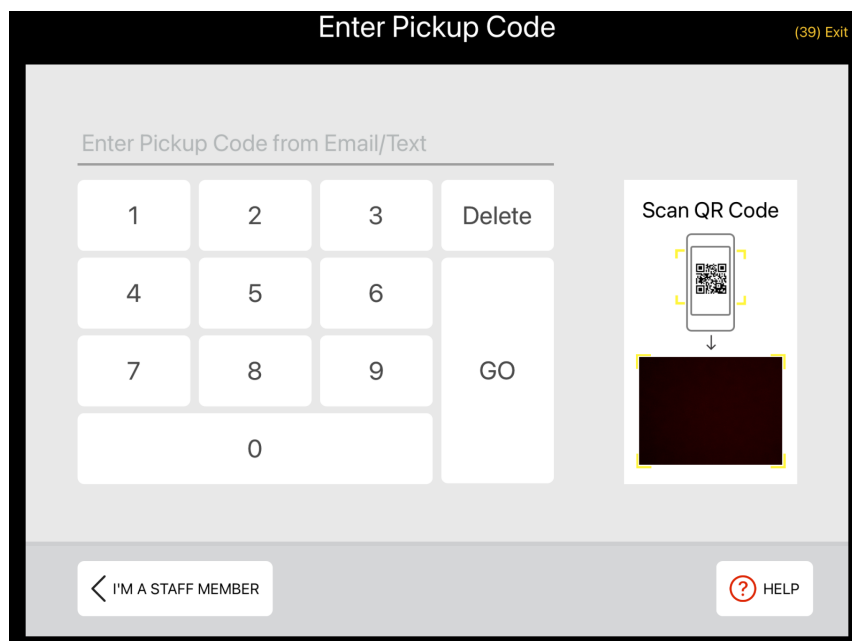 Enter Pickup Code
(39) Exit
Enter Pickup Code from Email/Text
1 2 3 Delete
4 5 6
7 8 9 GO
0
Scan QR Code
I'M A STAFF MEMBER
HELP